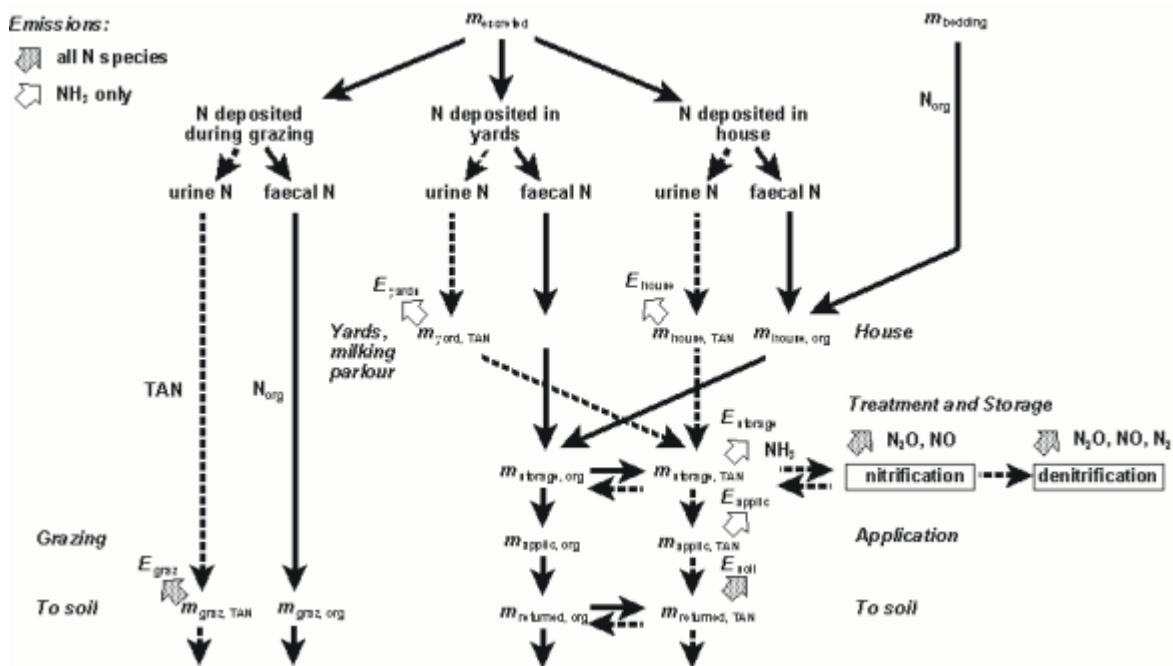 Emissions:
all N species
NH₃ only
m excreted
m bedding
N deposited
during grazing
N deposited in
yards
N deposited in
house
N org
urine N
faecal N
urine N
faecal N
urine N
faecal N
E yards
E house
Yards,
milking
parlour
m yard, TAN
m house, TAN
m house, org
House
TAN
N org
E storage
NH₃
Treatment and Storage
N₂O, NO
N₂O, NO, N₂
m storage, org
m storage, TAN
nitrification
denitrification
E applic
Grazing
m applic, org
m applic, TAN
Application
E graz
E soil
To soil
m graz, TAN
m graz, org
m returned, org
m returned, TAN
To soil